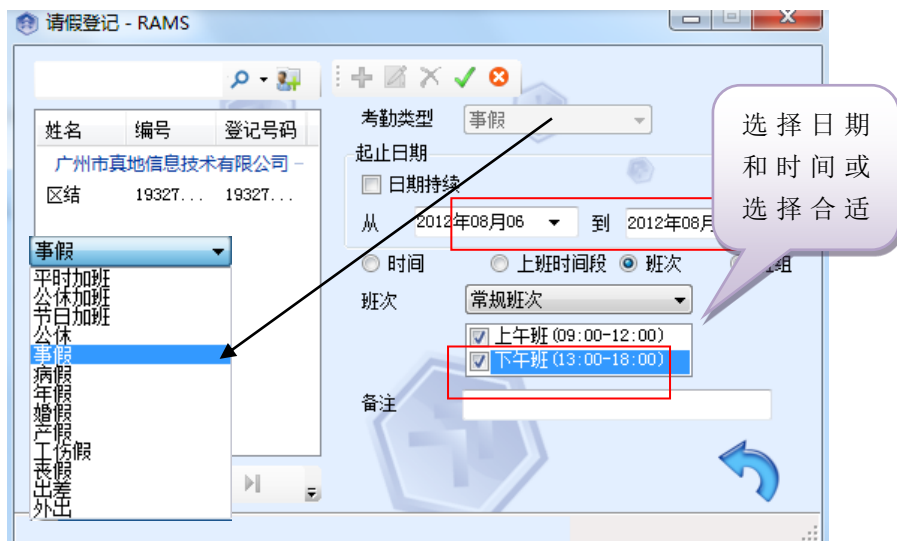 请假登记 - RAMS
姓名 编号 登记号码
广州市真地信息技术有限公司 -
区结 19327... 19327...
事假
平时加班
公休加班
节日加班
公休
事假
病假
年假
婚假
产假
工伤假
丧假
出差
外出
考勤类型 事假
起止日期
日期持续
从 2012年08月06 到 2012年08月
时间 上班时间段 班次 组
班次 常规班次
上午班(09:00-12:00)
下午班(13:00-18:00)
备注
选择日期
和时间或
选择合适